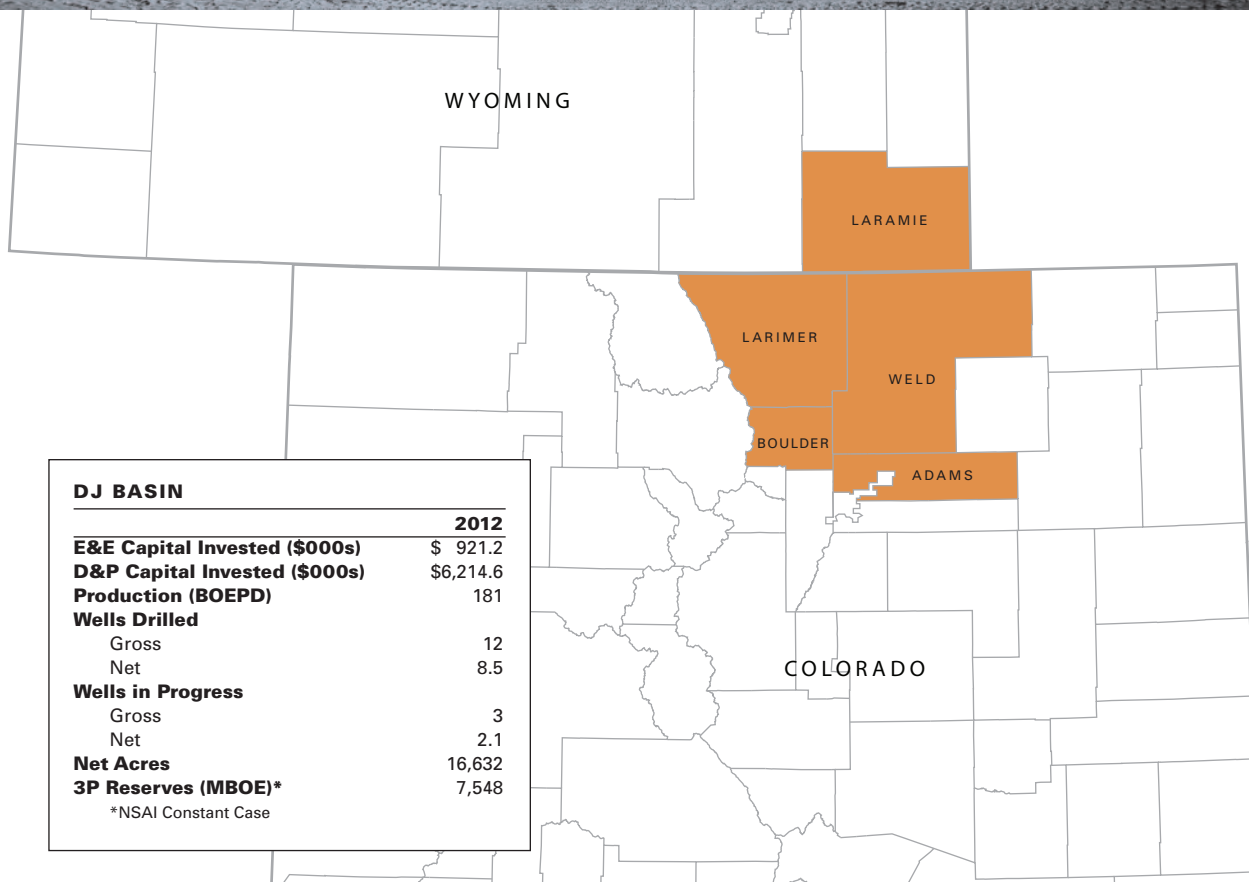 WYOMING
LARAMIE
LARIMER
WELD
BOULDER
ADAMS
COLORADO
DJ BASIN
2012
E&E Capital Invested ($000s) $ 921.2
D&P Capital Invested ($000s) $6,214.6
Production (BOEPD) 181
Wells Drilled
Gross 12
Net 8.5
Wells in Progress
Gross 3
Net 2.1
Net Acres 16,632
3P Reserves (MBOE)* 7,548
*NSAI Constant Case